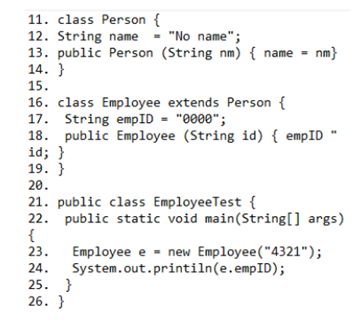 11. class Person {
12. String name = "No name";
13. public Person (String nm) { name = nm}
14. }
15.
16. class Employee extends Person {
17. String empID = "0000";
18. public Employee (String id) { empID "
id; }
19. }
20.
21. public class EmployeeTest {
22. public static void main(String[] args)
{
23. Employee e = new Employee("4321");
24. System.out.printiln(e.empID);
25. }
26. }